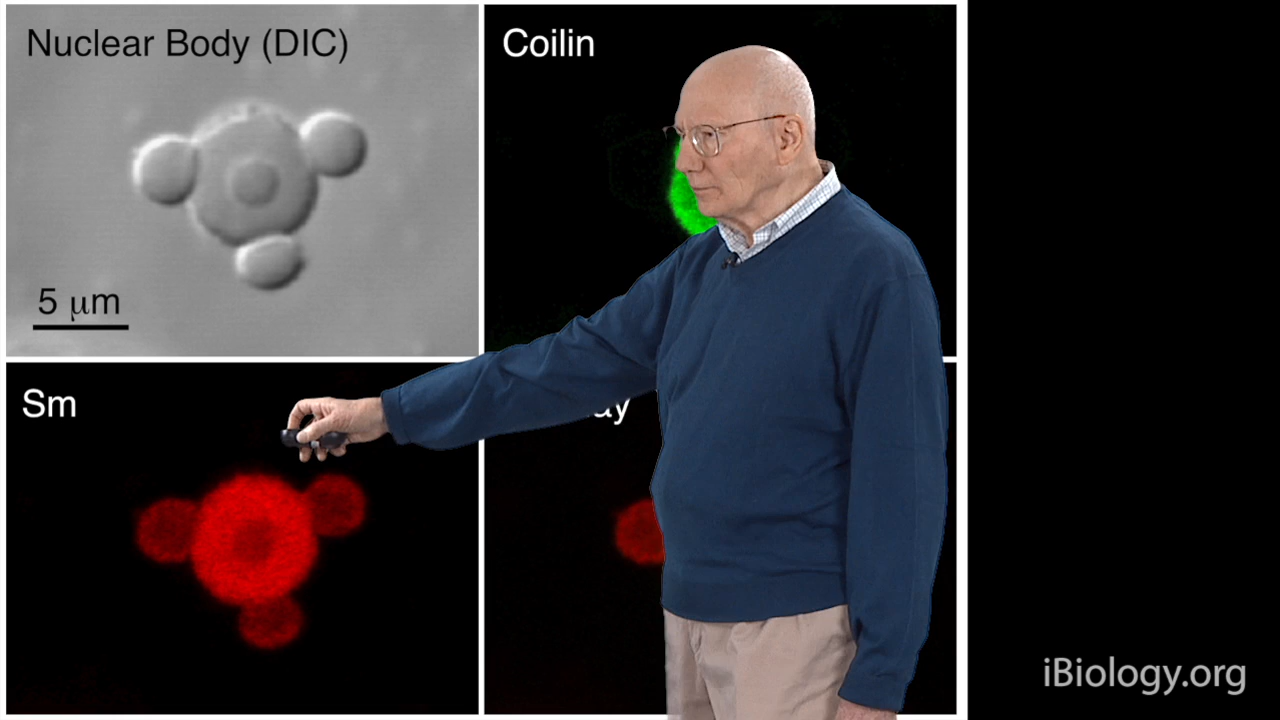 Nuclear Body (DIC)
Coilin
5 μm
Sm
iBiology.org